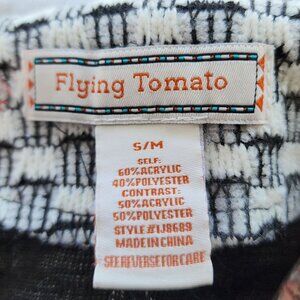 Flying Tomato
S/M
SELF:
60%ACRYLIC
40%POLYESTER
CONTRAST:
50%ACRYLIC
50%POLYESTER
STYLE#1J8689
MADE IN CHINA
SEE REVERSE FOR CARE